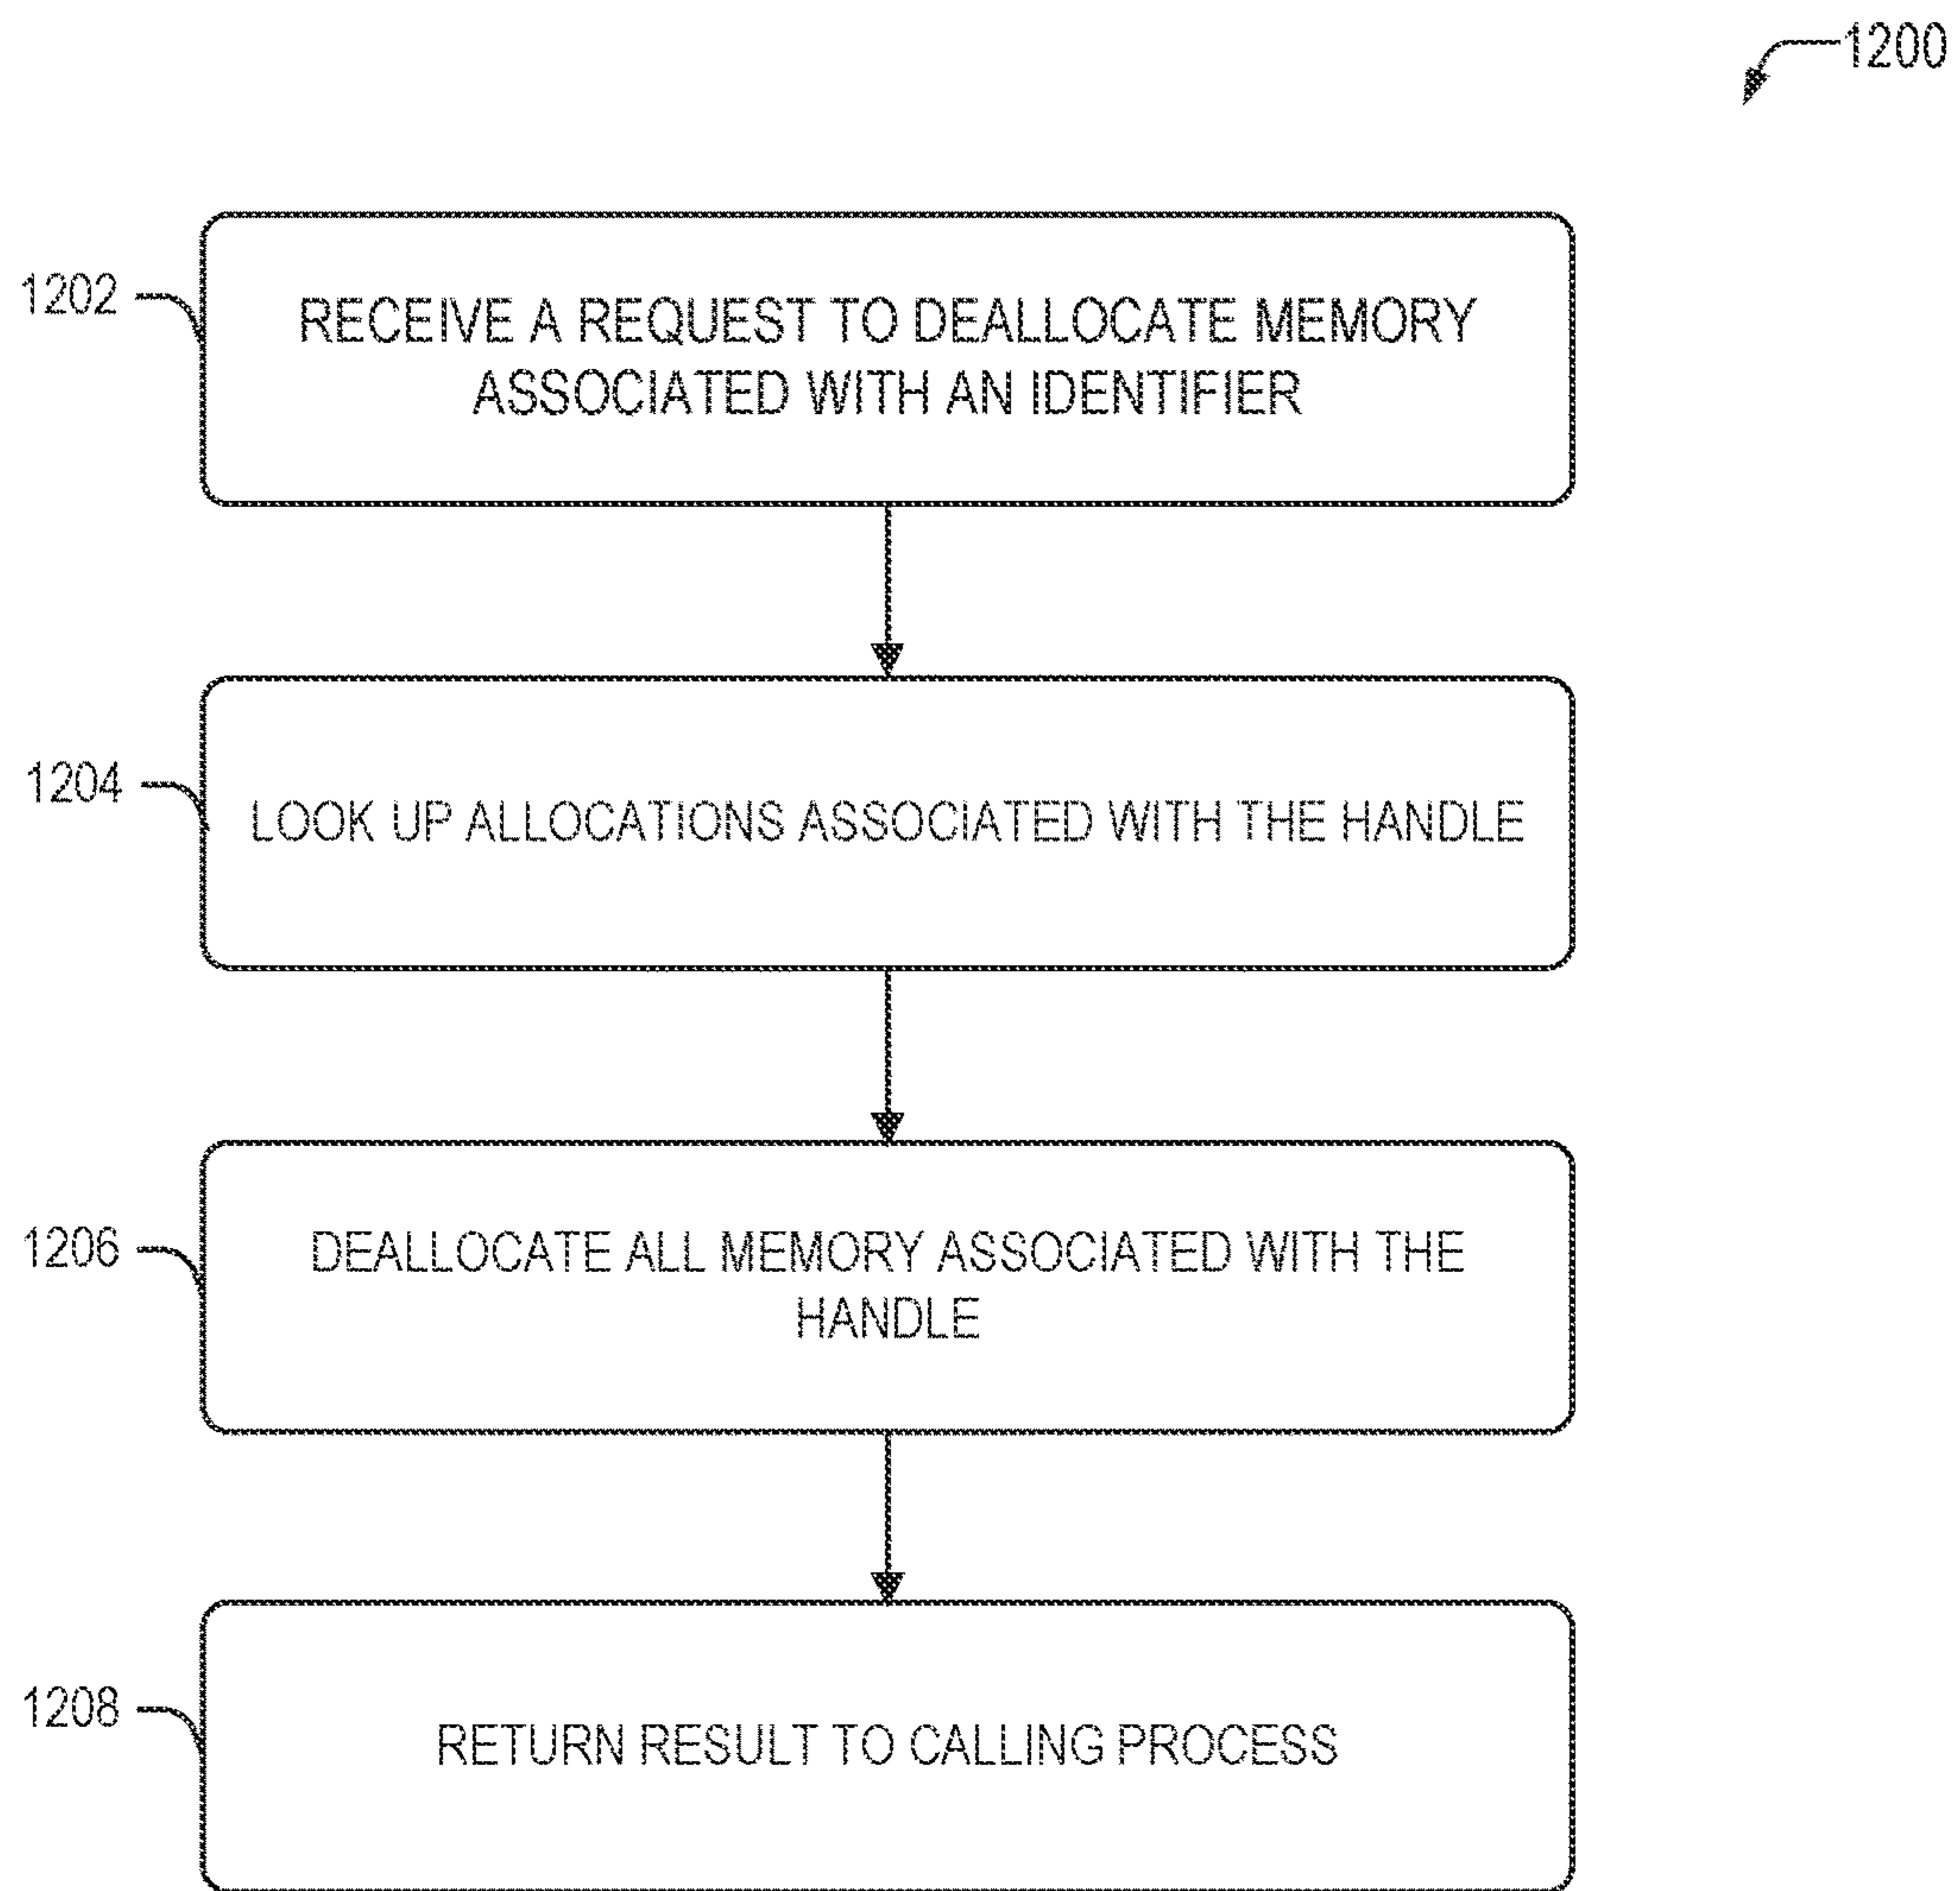 1200
1202
RECEIVE A REQUEST TO DEALLOCATE MEMORY
ASSOCIATED WITH AN IDENTIFIER
1204
LOOK UP ALLOCATIONS ASSOCIATED WITH THE HANDLE
1206
DEALLOCATE ALL MEMORY ASSOCIATED WITH THE
HANDLE
1208
RETURN RESULT TO CALLING PROCESS